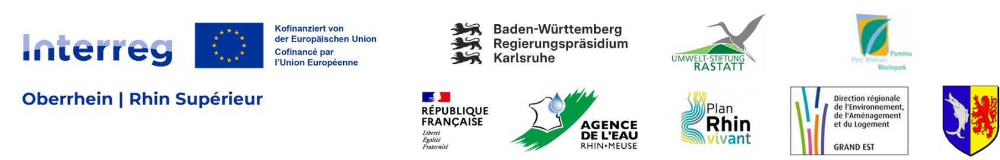 Interreg
Kofinanziert von
der Europäischen Union
Cofinancé par
l'Union Européenne
Oberrhein | Rhin Supérieur
Baden-Württemberg
Regierungspräsidium
Karlsruhe
UMWELT-STIFTUNG
RASTATT
Pamina
Parc Rhénan
Rheinpark
RÉPUBLIQUE
FRANÇAISE
Liberté
Égalité
Fraternité
AGENCE
DE L'EAU
RHIN•MEUSE
Plan
Rhin
vivant
Direction régionale
de l'Environnement,
de l'Aménagement
et du Logement
GRAND EST